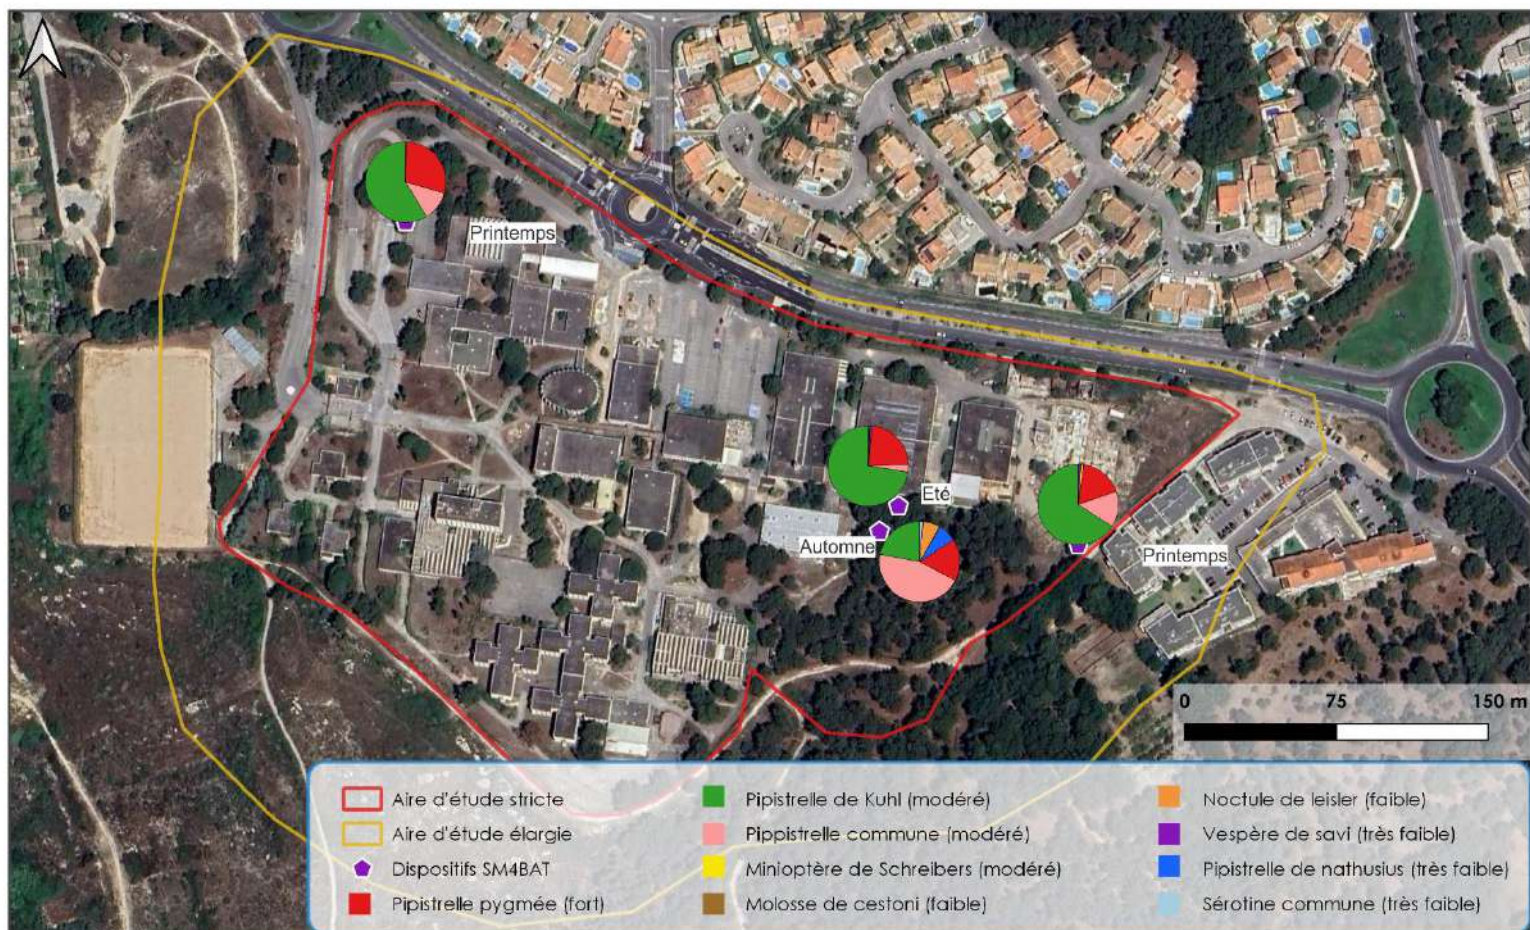 Printemps
Eté
Automne
Printemps
0 75 150 m
Aire d'étude stricte
Aire d'étude élargie
Dispositifs SM4BAT
Pipistrelle pygmée (fort)
Pipistrelle de Kuhl (modéré)
Pippistrelle commune (modéré)
Minioptère de Schreibers (modéré)
Molosse de cestoni (faible)
Noctule de leisler (faible)
Vespère de savi (très faible)
Pipistrelle de nathusius (très faible)
Sérotine commune (très faible)